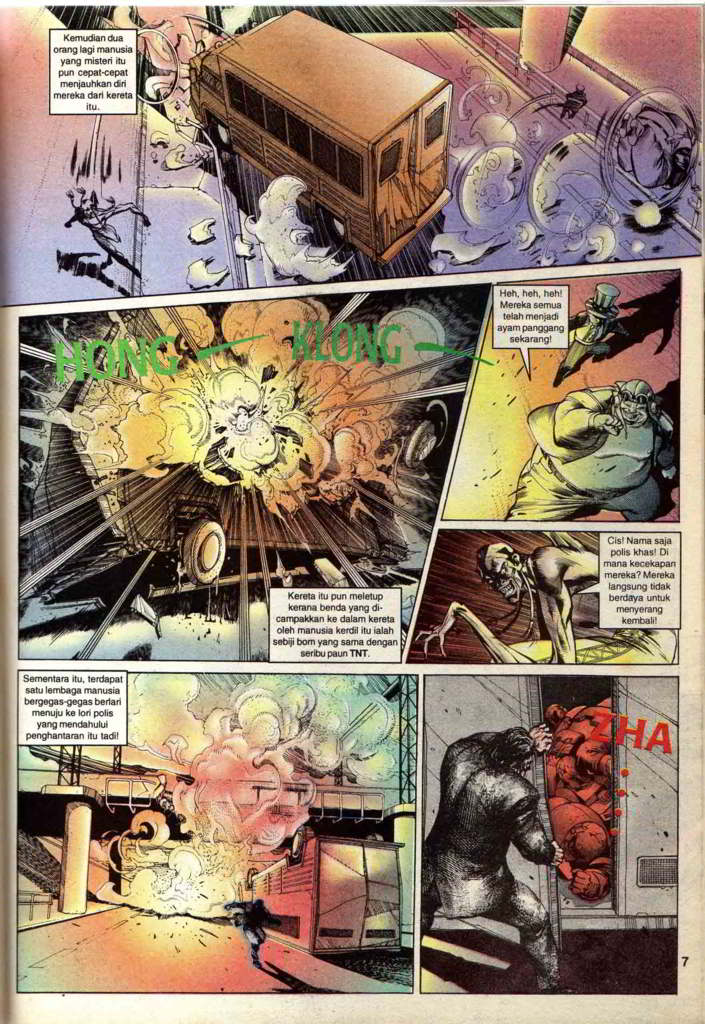 Kemudian dua
orang lagi manusia
yang misteri itu
pun cepat-cepat
menjauhkan diri
mereka dari kereta
itu.
HONG — KLONG —
Heh, heh, heh!
Mereka semua
telah menjadi
ayam panggang
sekarang!
Kereta itu pun meletup
kerana benda yang di-
campakkan ke dalam kereta
oleh manusia kerdil itu ialah
sebiji bom yang sama dengan
seribu paun TNT.
Cis! Nama saja
polis khas! Di
mana kecekapan
mereka? Mereka
langsung tidak
berdaya untuk
menyerang
kembali!
Sementara itu, terdapat
satu lembaga manusia
bergegas-gegas berlari
menuju ke lori polis
yang mendahului
penghantaran itu tadi!
ZHA
7